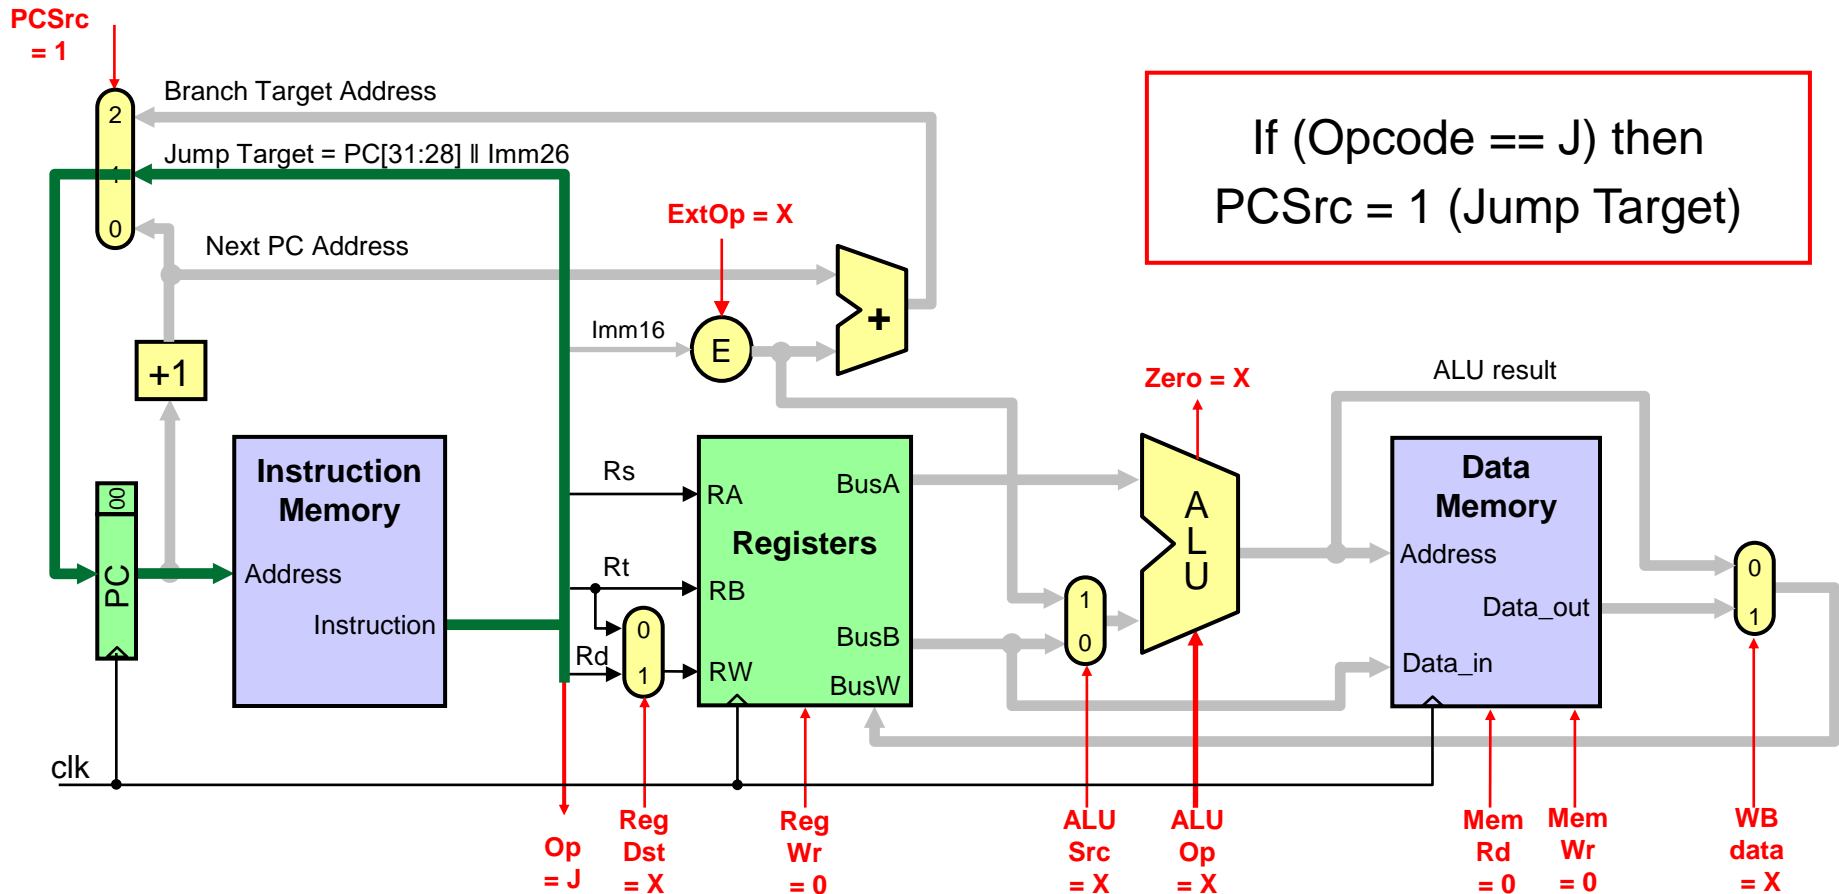 PCSrc
= 1
Branch Target Address
2
Jump Target = PC[31:28] ‖ Imm26
1
0
Next PC Address
If (Opcode == J) then
PCSrc = 1 (Jump Target)
ExtOp = X
+
Imm16
E
+1
Zero = X
ALU result
Instruction
Memory
Address
Instruction
00
PC
Rs
Rt
Rd
0
1
RA
RB
RW
Registers
BusA
BusB
BusW
1
0
A
L
U
Data
Memory
Address
Data_out
Data_in
0
1
clk
Op
= J
Reg
Dst
= X
Reg
Wr
= 0
ALU
Src
= X
ALU
Op
= X
Mem
Rd
= 0
Mem
Wr
= 0
WB
data
= X